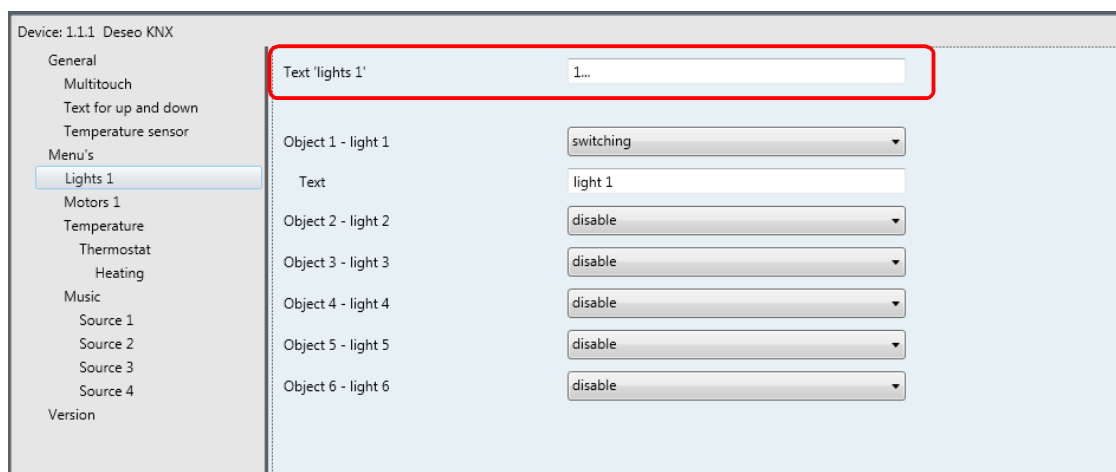 Device: 1.1.1 Deseo KNX
General
Multitouch
Text for up and down
Temperature sensor
Menu's
Lights 1
Motors 1
Temperature
Thermostat
Heating
Music
Source 1
Source 2
Source 3
Source 4
Version
Text 'lights 1' 1...
Object 1 - light 1 switching
Text light 1
Object 2 - light 2 disable
Object 3 - light 3 disable
Object 4 - light 4 disable
Object 5 - light 5 disable
Object 6 - light 6 disable